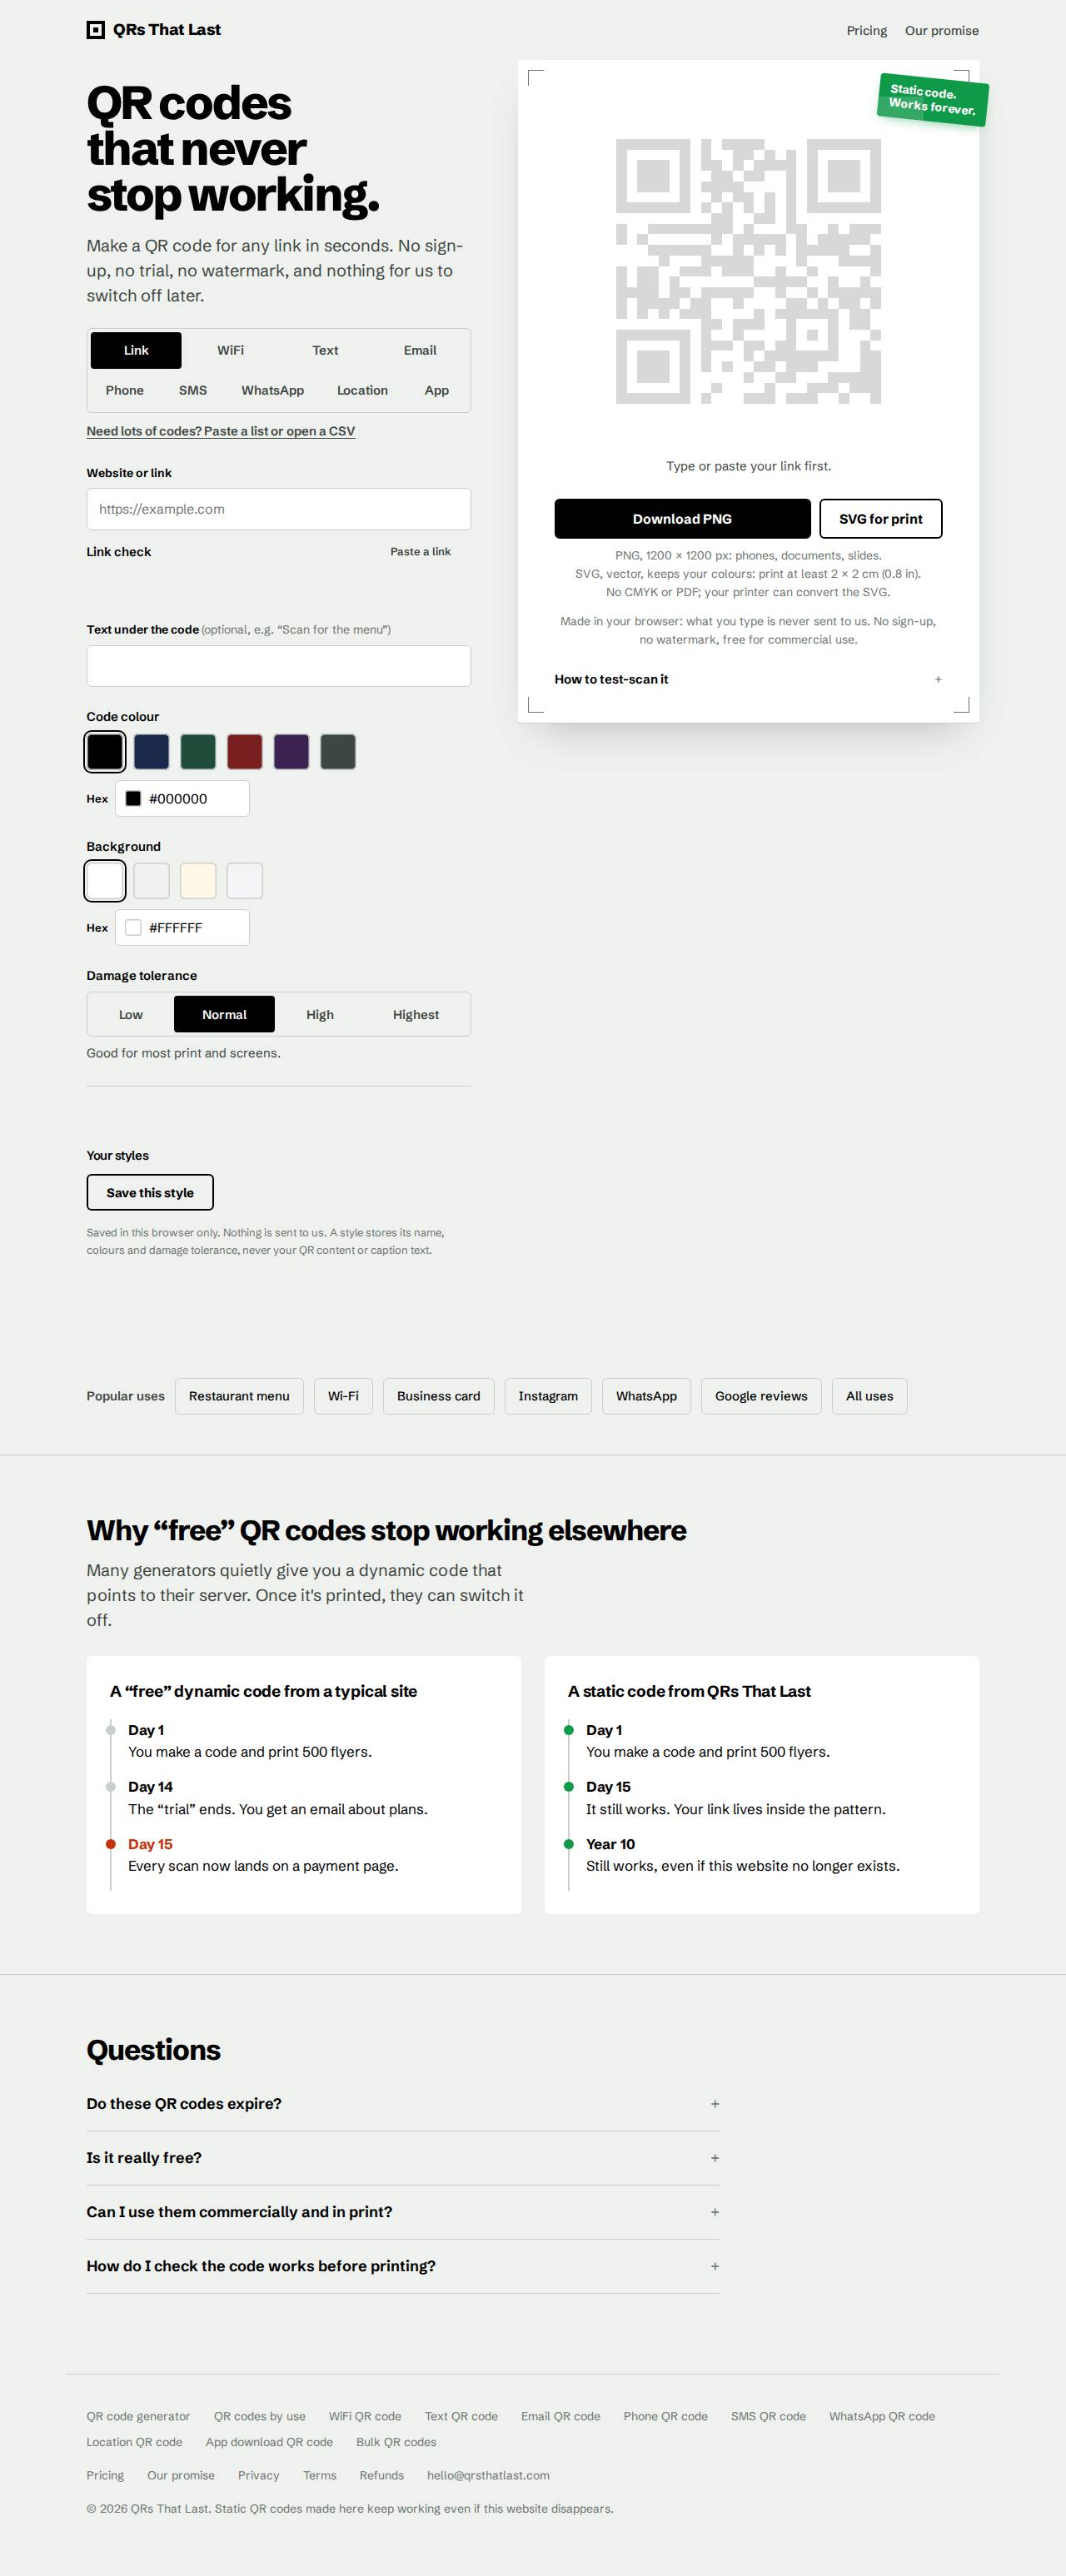 QRs That Last
Pricing
Our promise
QR codes
that never
stop working.
Make a QR code for any link in seconds. No sign-
up, no trial, no watermark, and nothing for us to
switch off later.
Link
WiFi
Text
Email
Phone
SMS
WhatsApp
Location
App
Need lots of codes? Paste a list or open a CSV
Website or link
https://example.com
Link check
Paste a link
Text under the code (optional, e.g. “Scan for the menu”)
Code colour
Hex
#000000
Background
Hex
#FFFFFF
Damage tolerance
Low
Normal
High
Highest
Good for most print and screens.
Your styles
Save this style
Saved in this browser only. Nothing is sent to us. A style stores its name,
colours and damage tolerance, never your QR content or caption text.
Static code.
Works forever.
Type or paste your link first.
Download PNG
SVG for print
PNG, 1200 × 1200 px: phones, documents, slides.
SVG, vector, keeps your colours: print at least 2 × 2 cm (0.8 in).
No CMYK or PDF; your printer can convert the SVG.
Made in your browser: what you type is never sent to us. No sign-up,
no watermark, free for commercial use.
How to test-scan it +
Popular uses
Restaurant menu
Wi-Fi
Business card
Instagram
WhatsApp
Google reviews
All uses
Why “free” QR codes stop working elsewhere
Many generators quietly give you a dynamic code that
points to their server. Once it's printed, they can switch it
off.
A “free” dynamic code from a typical site
Day 1
You make a code and print 500 flyers.
Day 14
The “trial” ends. You get an email about plans.
Day 15
Every scan now lands on a payment page.
A static code from QRs That Last
Day 1
You make a code and print 500 flyers.
Day 15
It still works. Your link lives inside the pattern.
Year 10
Still works, even if this website no longer exists.
Questions
Do these QR codes expire? +
Is it really free? +
Can I use them commercially and in print? +
How do I check the code works before printing? +
QR code generator
QR codes by use
WiFi QR code
Text QR code
Email QR code
Phone QR code
SMS QR code
WhatsApp QR code
Location QR code
App download QR code
Bulk QR codes
Pricing
Our promise
Privacy
Terms
Refunds
hello@qrsthatlast.com
© 2026 QRs That Last. Static QR codes made here keep working even if this website disappears.